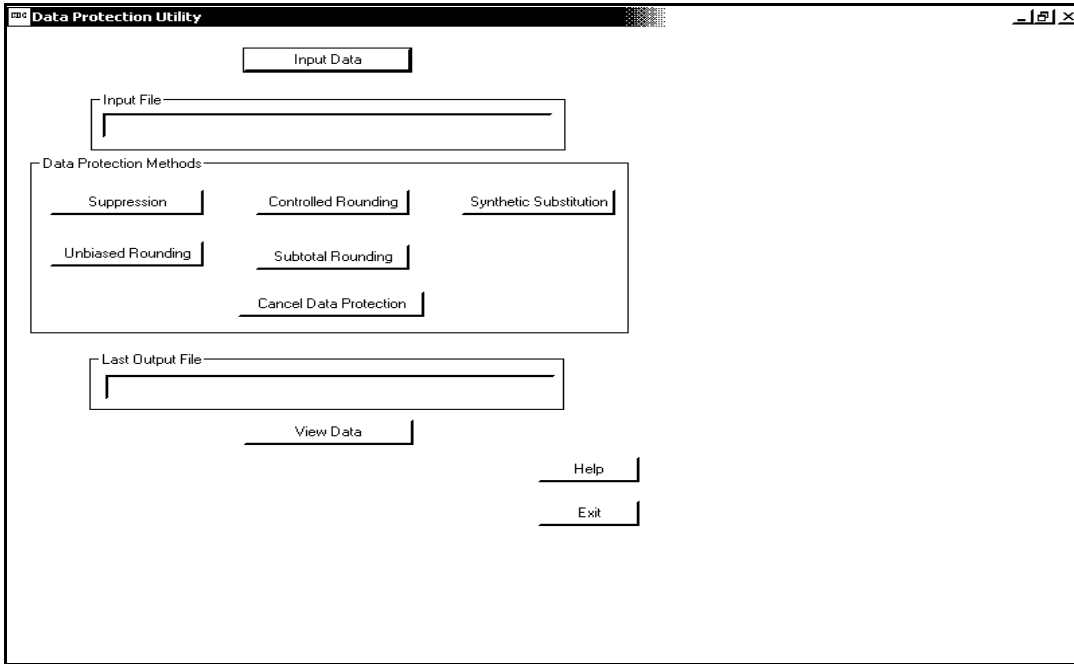 CDC Data Protection Utility
Input Data
Input File
Data Protection Methods
Suppression
Controlled Rounding
Synthetic Substitution
Unbiased Rounding
Subtotal Rounding
Cancel Data Protection
Last Output File
View Data
Help
Exit